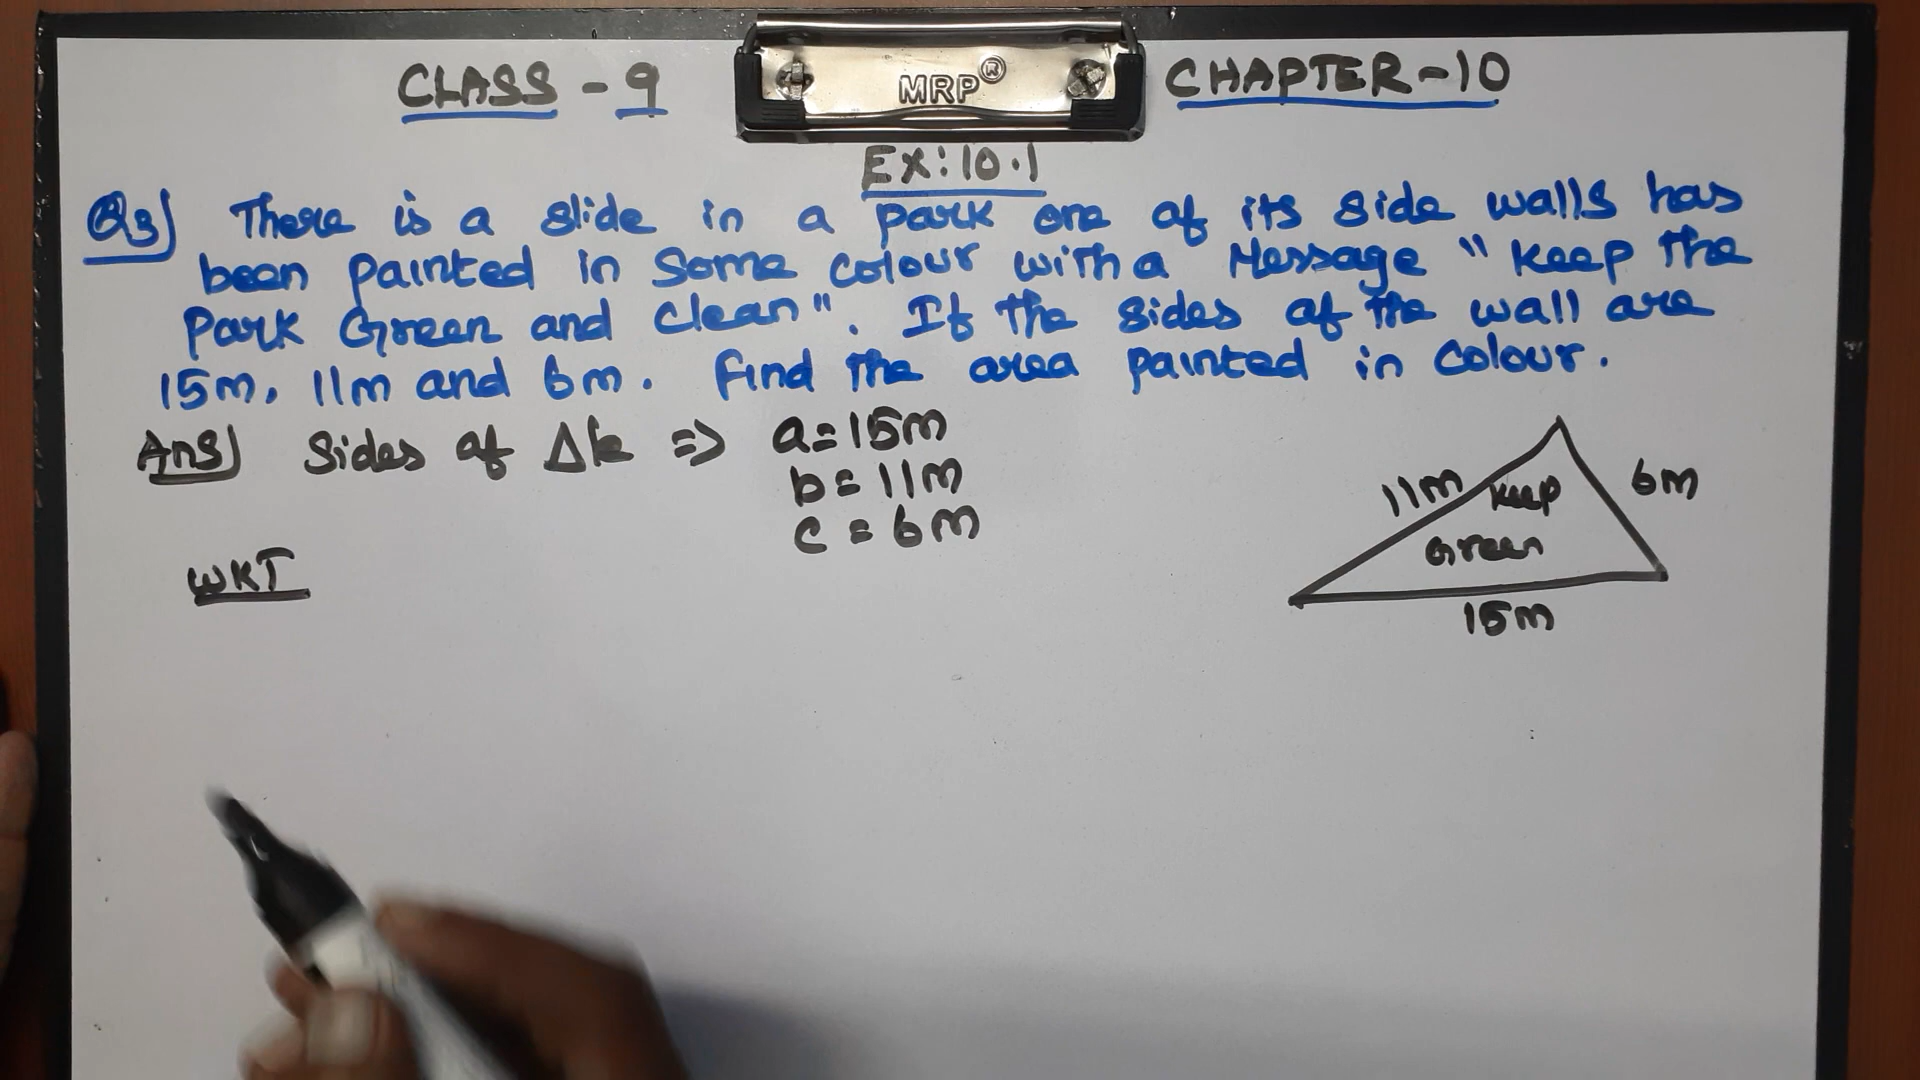 CLASS - 9
MRP®
CHAPTER-10
Ex: 10.1
Q3) There is a slide in a park one of its side walls has
been painted in some colour with a Message "keep the
park Green and clean". If the sides of the wall are
15m, 11m and 6m. Find the area painted in colour.
Ans) Sides of Δle => a=15m
b=11m
c=6m
WKT
11m
keep
6m
Green
15m